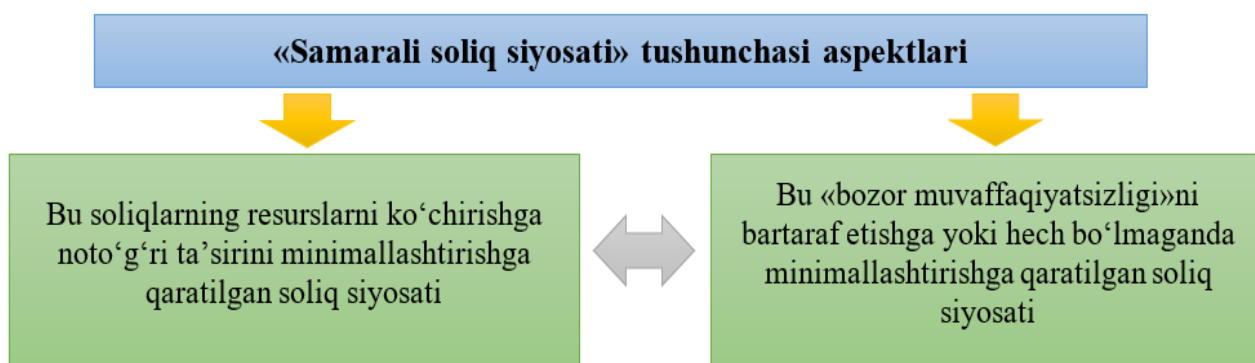 «Samarali soliq siyosati» tushunchasi aspektlari
Bu soliqlarning resurslarni ko‘chirishga
noto‘g‘ri ta’sirini minimallashtirishga
qaratilgan soliq siyosati
Bu «bozor muvaffaqiyatsizligi»ni
bartaraf etishga yoki hech bo‘lmaganda
minimallashtirishga qaratilgan soliq
siyosati